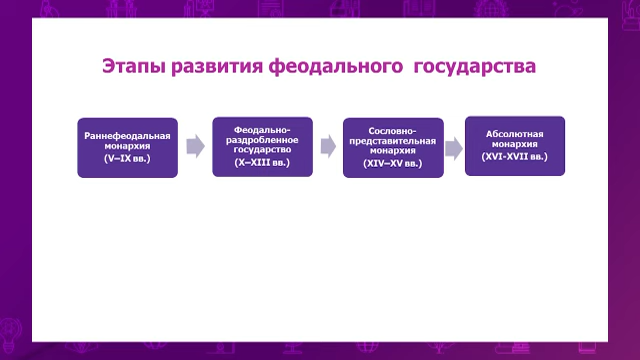 Этапы развития феодального государства
Раннефеодальная
монархия
(V–IX вв.)
Феодально-
раздробленное
государство
(X–XIII вв.)
Сословно-
представительная
монархия
(XIV–XV вв.)
Абсолютная
монархия
(XVI-XVII вв.)